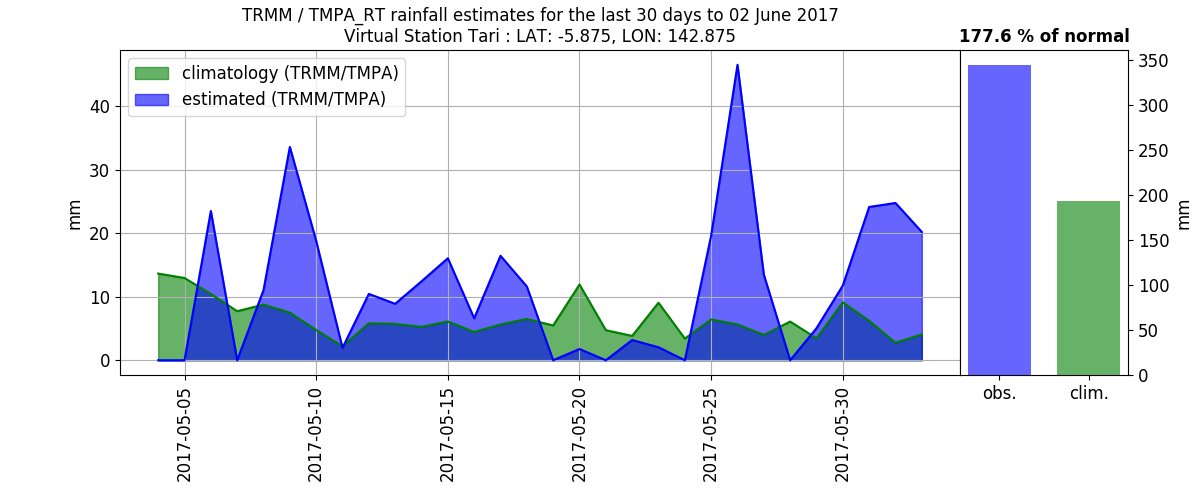 TRMM / TMPA_RT rainfall estimates for the last 30 days to 02 June 2017
Virtual Station Tari : LAT: -5.875, LON: 142.875
177.6 % of normal
climatology (TRMM/TMPA)
estimated (TRMM/TMPA)
mm
40
30
20
10
0
2017-05-05
2017-05-10
2017-05-15
2017-05-20
2017-05-25
2017-05-30
350
300
250
200
150
100
50
0
mm
obs.
clim.